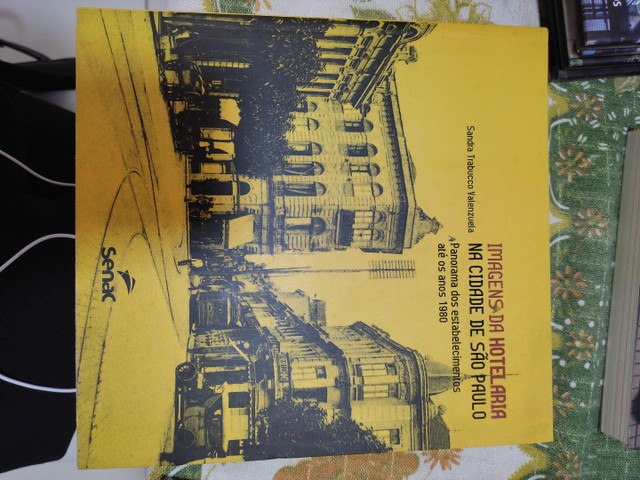 Sandra Trabucco Valenzuela
IMAGENS DA HOTELARIA
NA CIDADE DE SÃO PAULO
Panorama dos estabelecimentos
até os anos 1980
senac